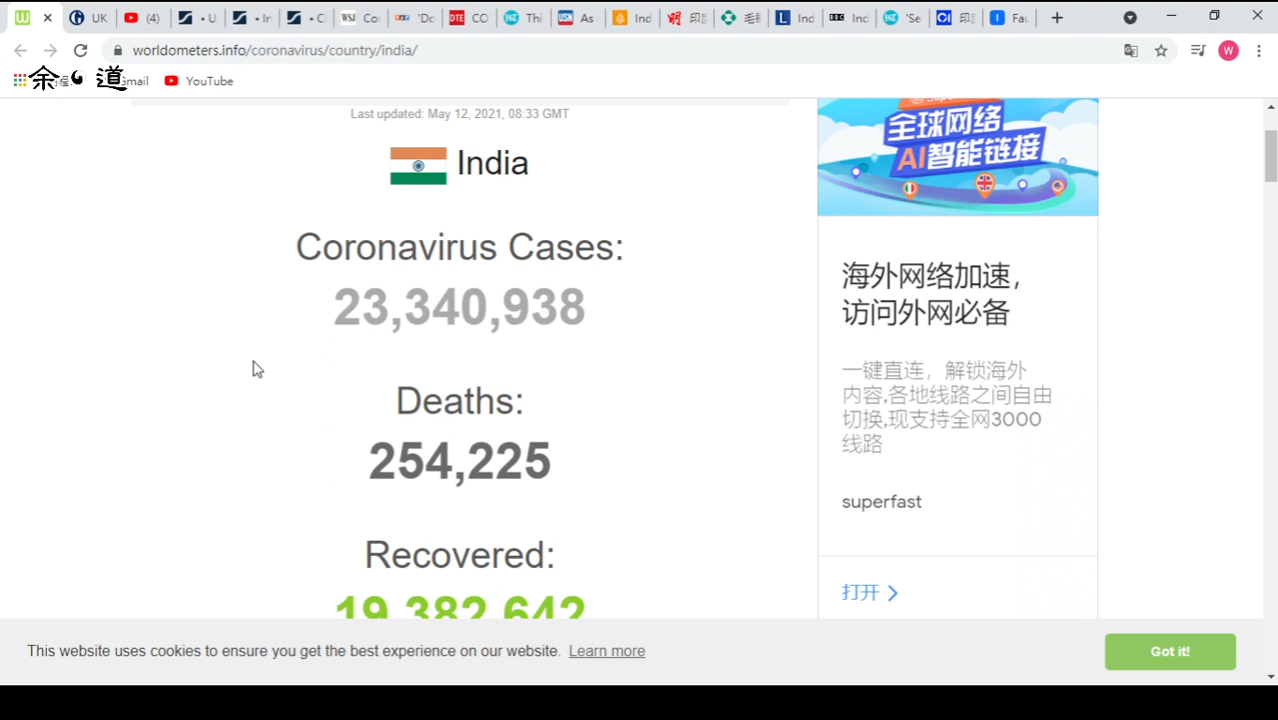 (4)
UK
worldometers.info/coronavirus/country/india/
W
余 道
YouTube
Last updated: May 12, 2021, 08:33 GMT
India
Coronavirus Cases:
23,340,938
Deaths:
254,225
Recovered:
19,382,642
全球网络
AI智能链接
海外网络加速，
访问外网必备
一键直连，解锁海外
内容,各地线路之间自由
切换,现支持全网3000
线路
superfast
打开
This website uses cookies to ensure you get the best experience on our website. Learn more
Got it!